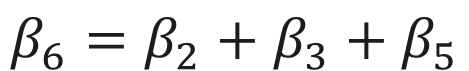 β₆ = β₂ + β₃ + β₅